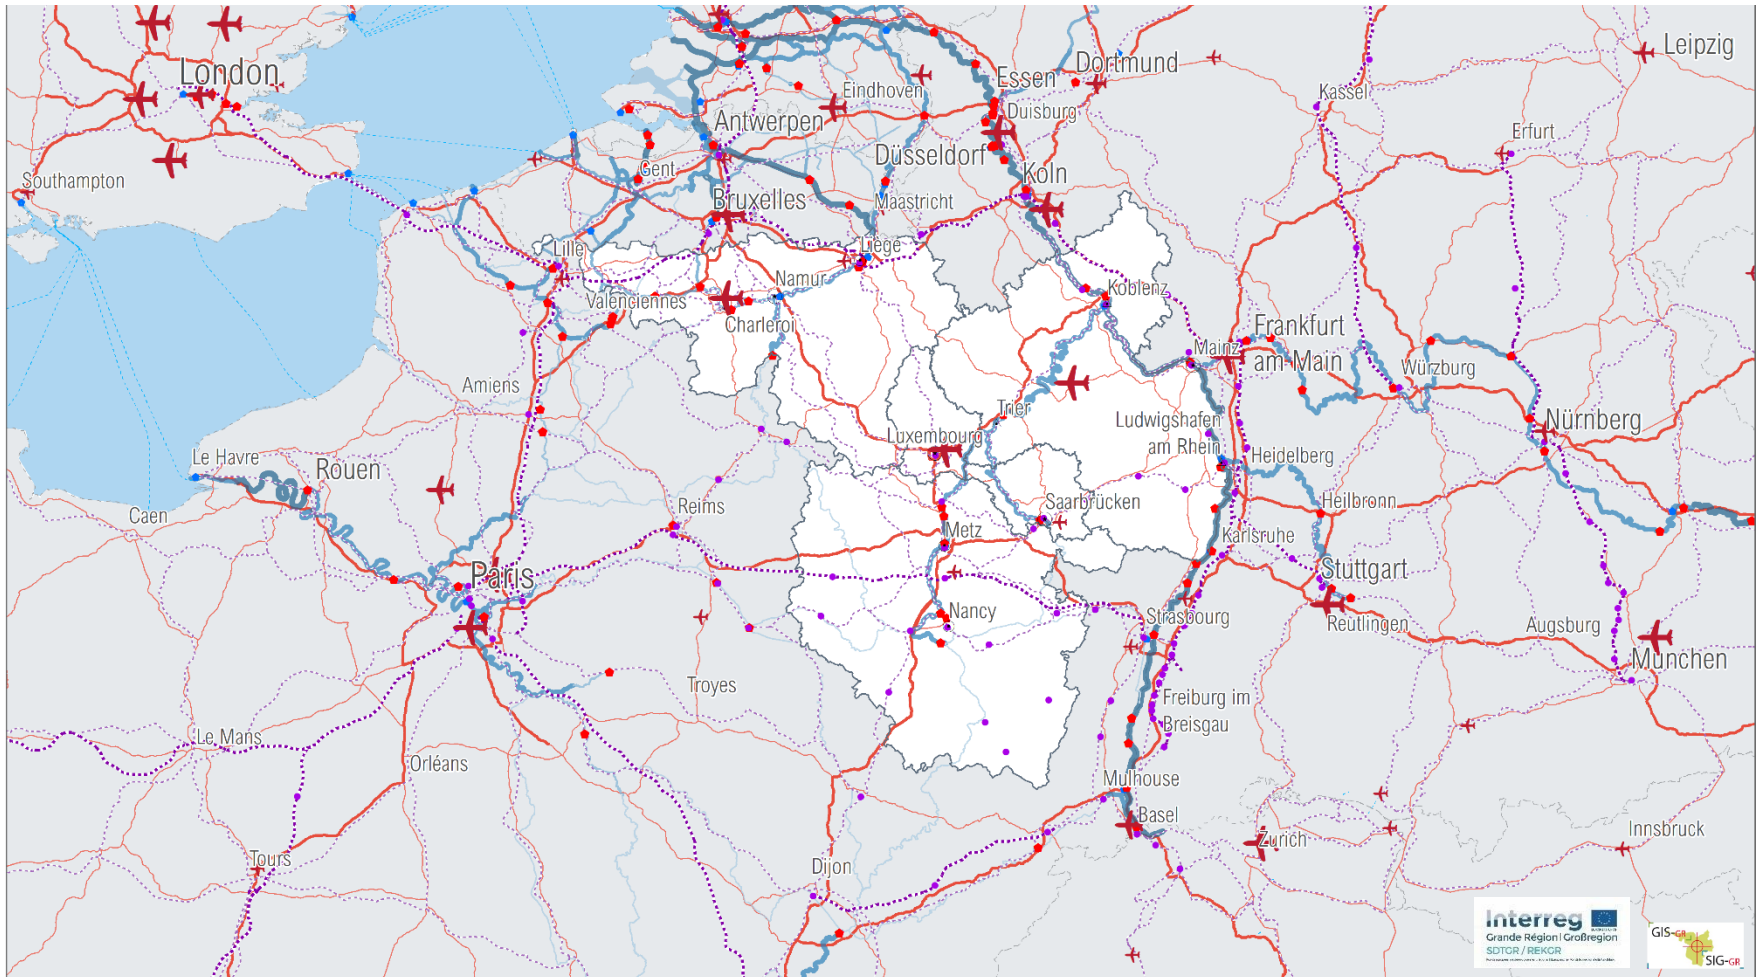 London
Leipzig
Dortmund
Essen
Eindhoven
Kassel
Duisburg
Antwerpen
Erfurt
Düsseldorf
Gent
Köln
Southampton
Bruxelles
Maastricht
Lille
Liège
Namur
Koblenz
Valenciennes
Charleroi
Frankfurt
am Main
Mainz
Würzburg
Amiens
Trier
Ludwigshafen
am Rhein
Nürnberg
Luxembourg
Le Havre
Rouen
Heidelberg
Saarbrücken
Heilbronn
Caen
Reims
Metz
Karlsruhe
Paris
Stuttgart
Nancy
Strasbourg
Reutlingen
Augsburg
München
Troyes
Freiburg im
Breisgau
Le Mans
Orléans
Mulhouse
Basel
Innsbruck
Zürich
Tours
Dijon
Interreg
Grande Région | Großregion
SDTGR / REKGR
GIS-GR
SIG-GR